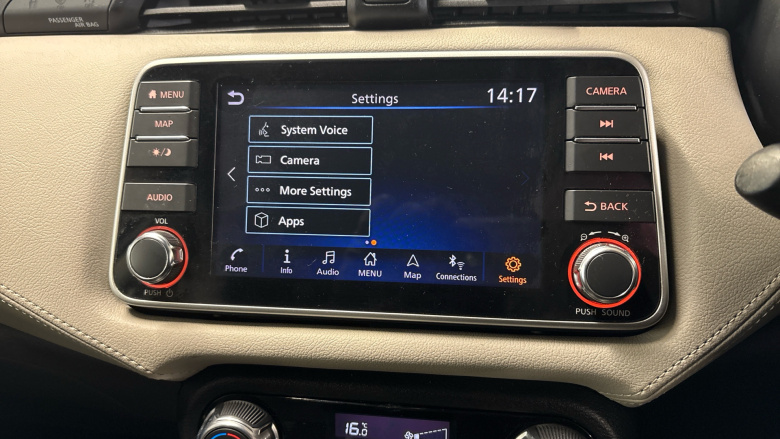 PASSENGER
AIR BAG
MENU
MAP
AUDIO
VOL
PUSH
Settings
14:17
System Voice
Camera
More Settings
Apps
Phone
Info
Audio
MENU
Map
Connections
Settings
CAMERA
BACK
PUSH SOUND
16.0
°C